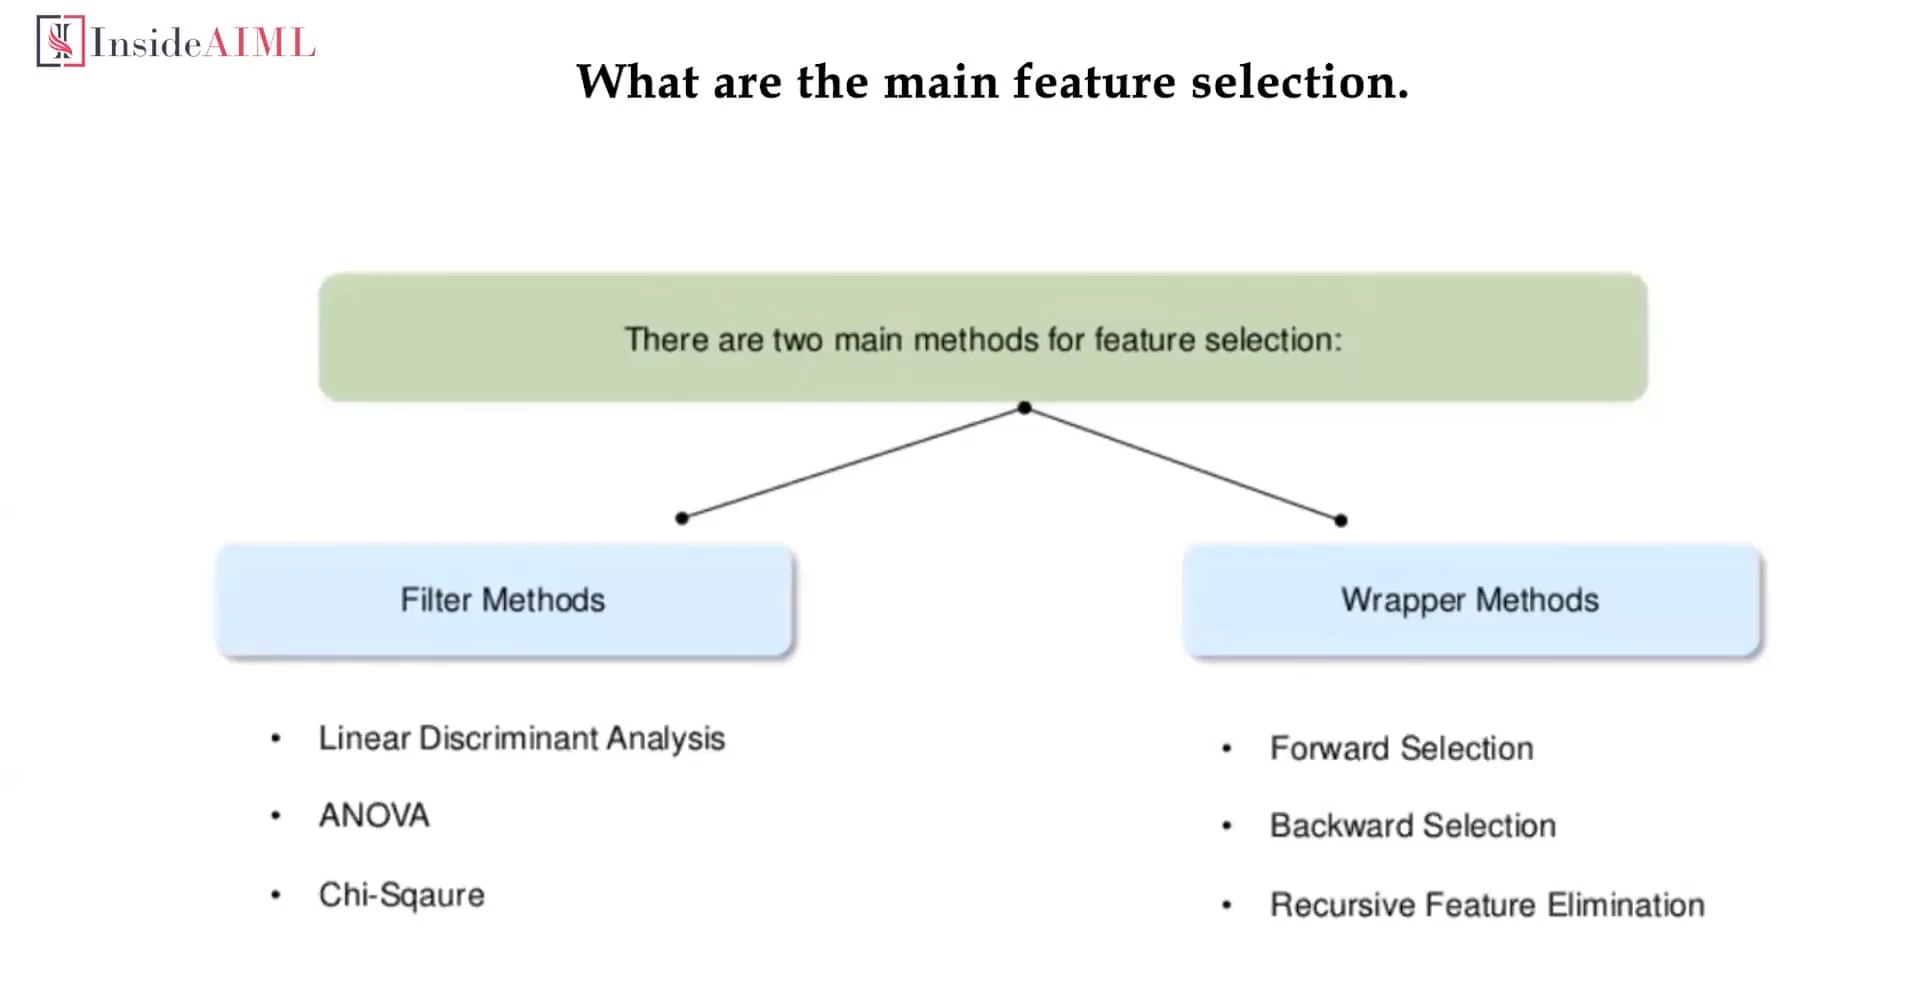 InsideAIML
What are the main feature selection.
There are two main methods for feature selection:
Filter Methods
Wrapper Methods
• Linear Discriminant Analysis
• ANOVA
• Chi-Sqaure
• Forward Selection
• Backward Selection
• Recursive Feature Elimination